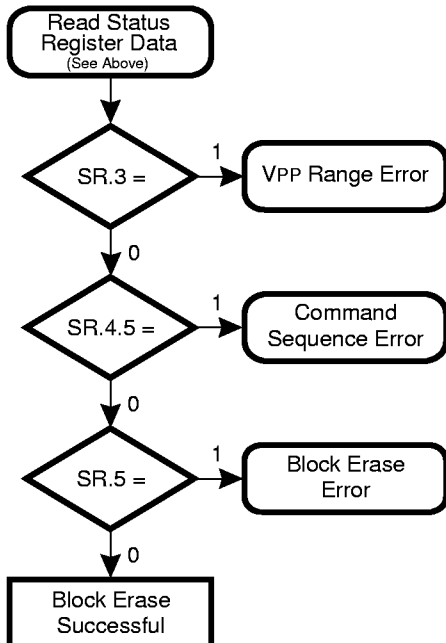 Read Status
Register Data
(See Above)
SR.3 =
1
VPP Range Error
0
SR.4.5 =
1
Command
Sequence Error
0
SR.5 =
1
Block Erase
Error
0
Block Erase
Successful